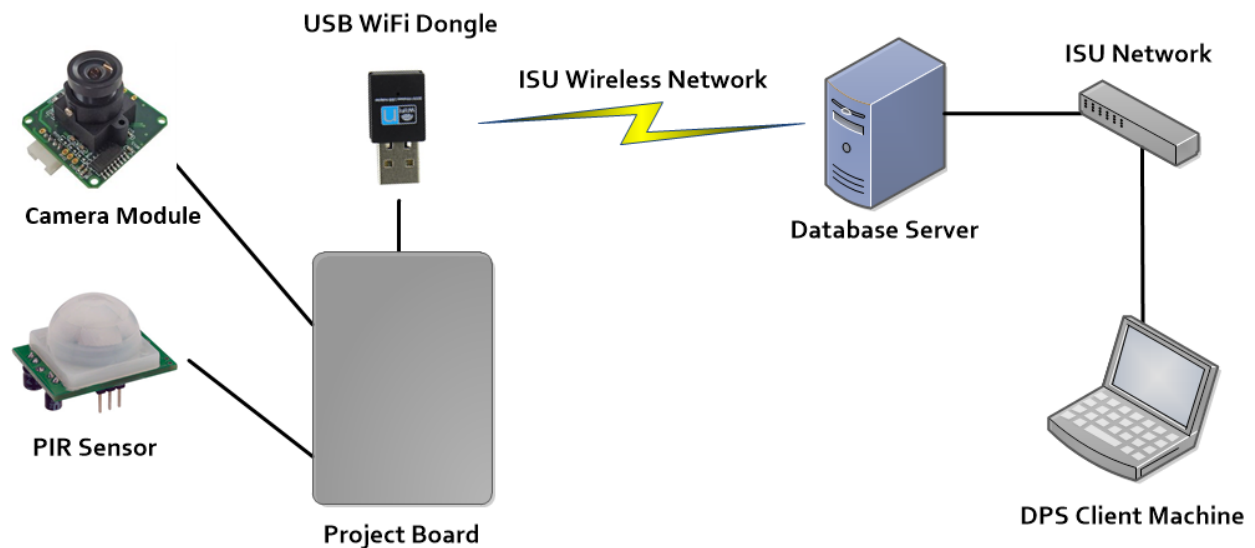 USB WiFi Dongle
ISU Wireless Network
ISU Network
Camera Module
Database Server
PIR Sensor
Project Board
DPS Client Machine